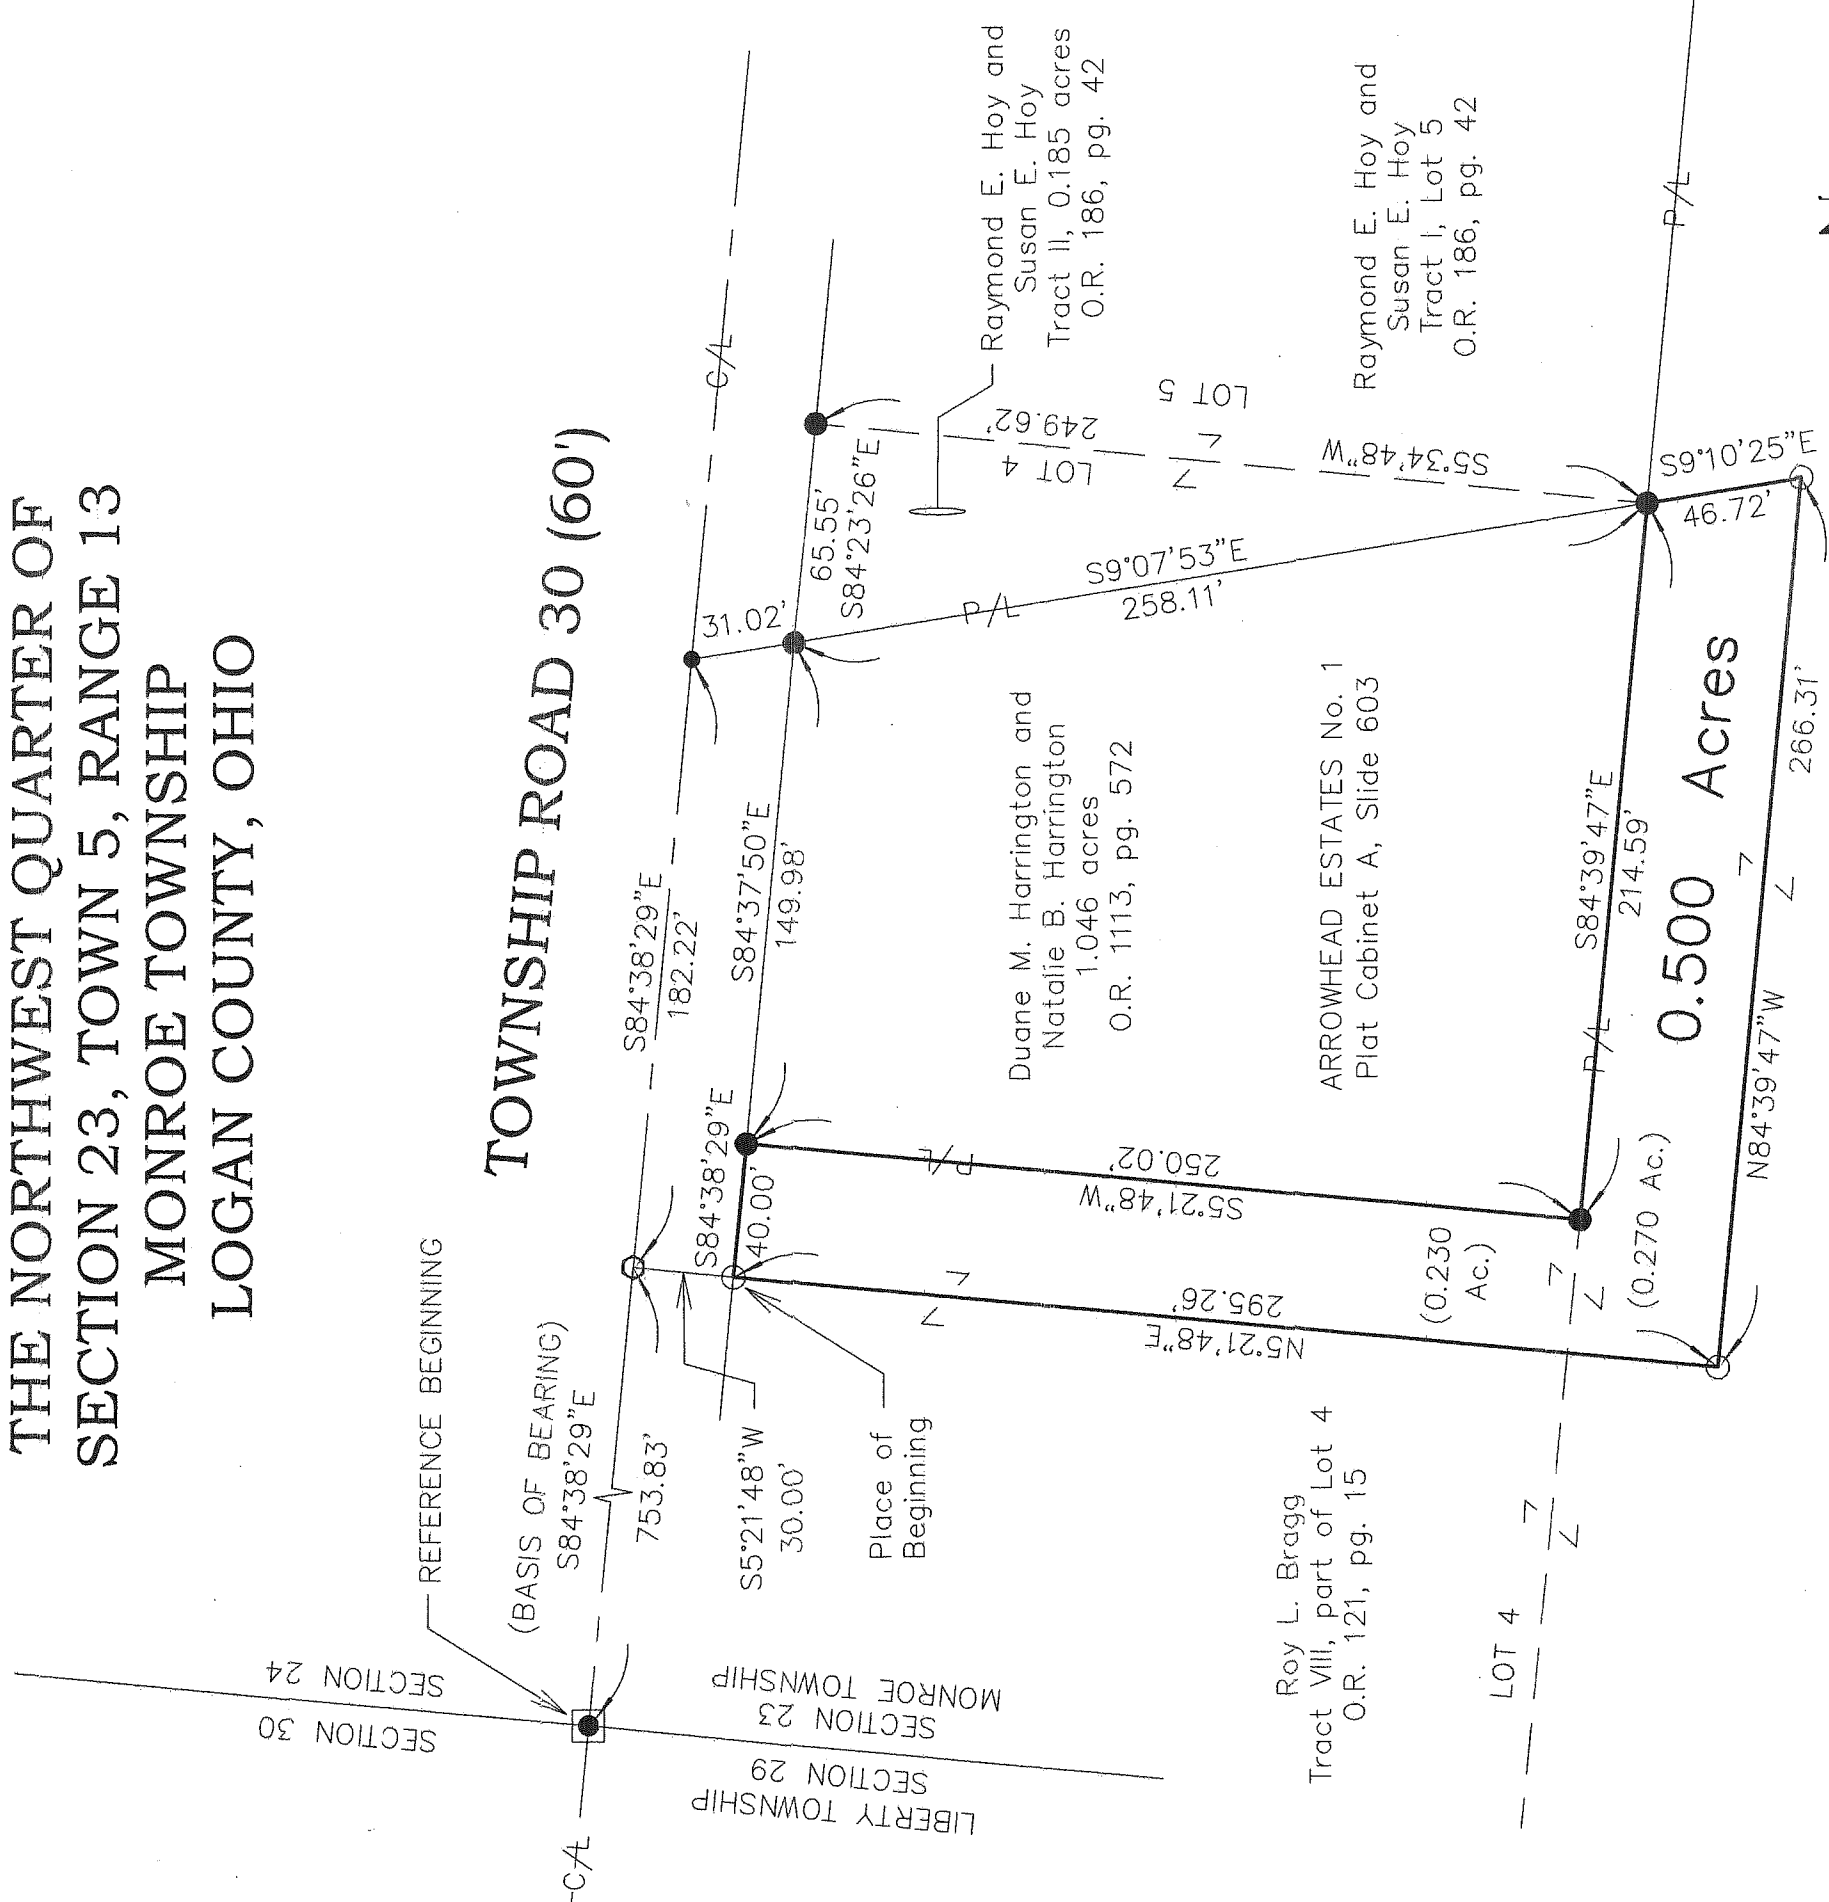 THE NORTHWEST QUARTER OF
SECTION 23, TOWN 5, RANGE 13
MONROE TOWNSHIP
LOGAN COUNTY, OHIO
TOWNSHIP ROAD 30 (60')
REFERENCE BEGINNING
(BASIS OF BEARING)
S84°38'29"E
753.83'
S84°38'29"E
182.22'
C/L
C/L
SECTION 24
SECTION 30
MONROE TOWNSHIP
SECTION 23
SECTION 29
LIBERTY TOWNSHIP
S5°21'48"W
30.00'
Place of
Beginning
S84°38'29"E
40.00'
S84°37'50"E
149.98'
31.02'
65.55'
S84°23'26"E
Raymond E. Hoy and
Susan E. Hoy
Tract II, 0.185 acres
O.R. 186, pg. 42
249.62'
S5°34'48"W
LOT 4
LOT 5
Raymond E. Hoy and
Susan E. Hoy
Tract I, Lot 5
O.R. 186, pg. 42
P/L
S9°07'53"E
258.11'
Duane M. Harrington and
Natalie B. Harrington
1.046 acres
O.R. 1113, pg. 572
ARROWHEAD ESTATES No. 1
Plat Cabinet A, Slide 603
P/L
250.02'
S5°21'48"W
295.26'
N5°21'48"E
(0.230
Ac.)
(0.270 Ac.)
P/L
S84°39'47"E
214.59'
0.500 Acres
P/L
S9°10'25"E
46.72'
N84°39'47"W
266.31'
Roy L. Bragg
Tract VIII, part of Lot 4
O.R. 121, pg. 15
LOT 4